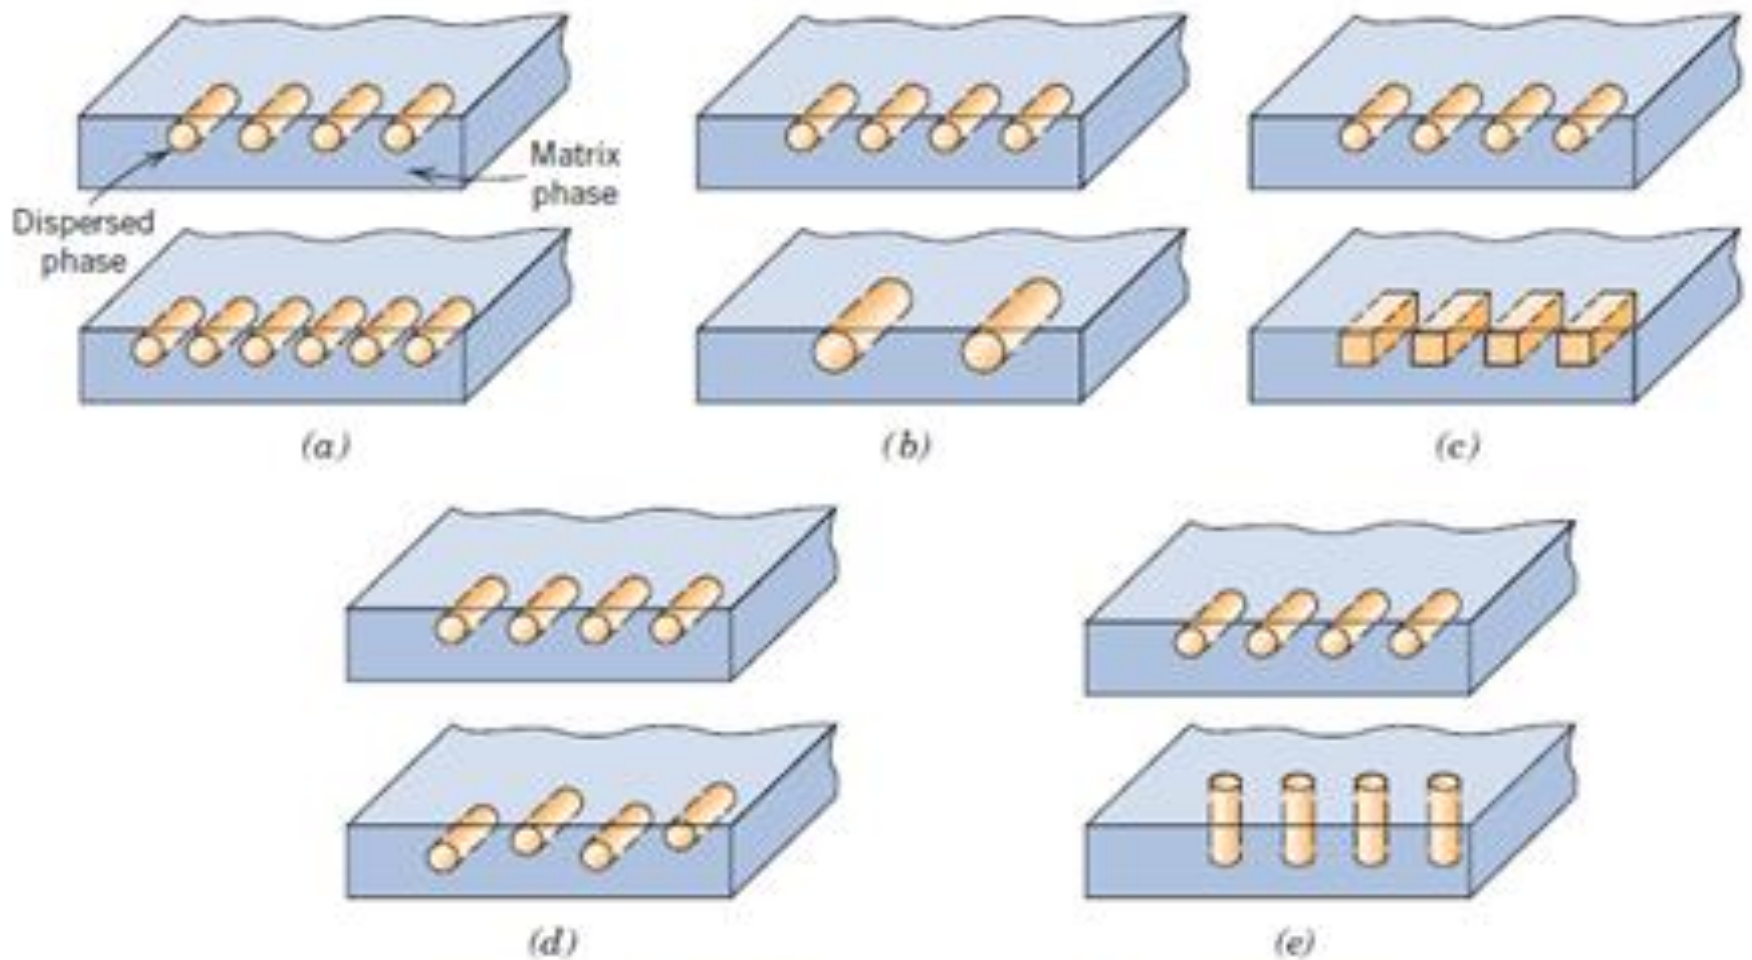 Matrix
phase
Dispersed
phase
(a)
(b)
(c)
(d)
(e)